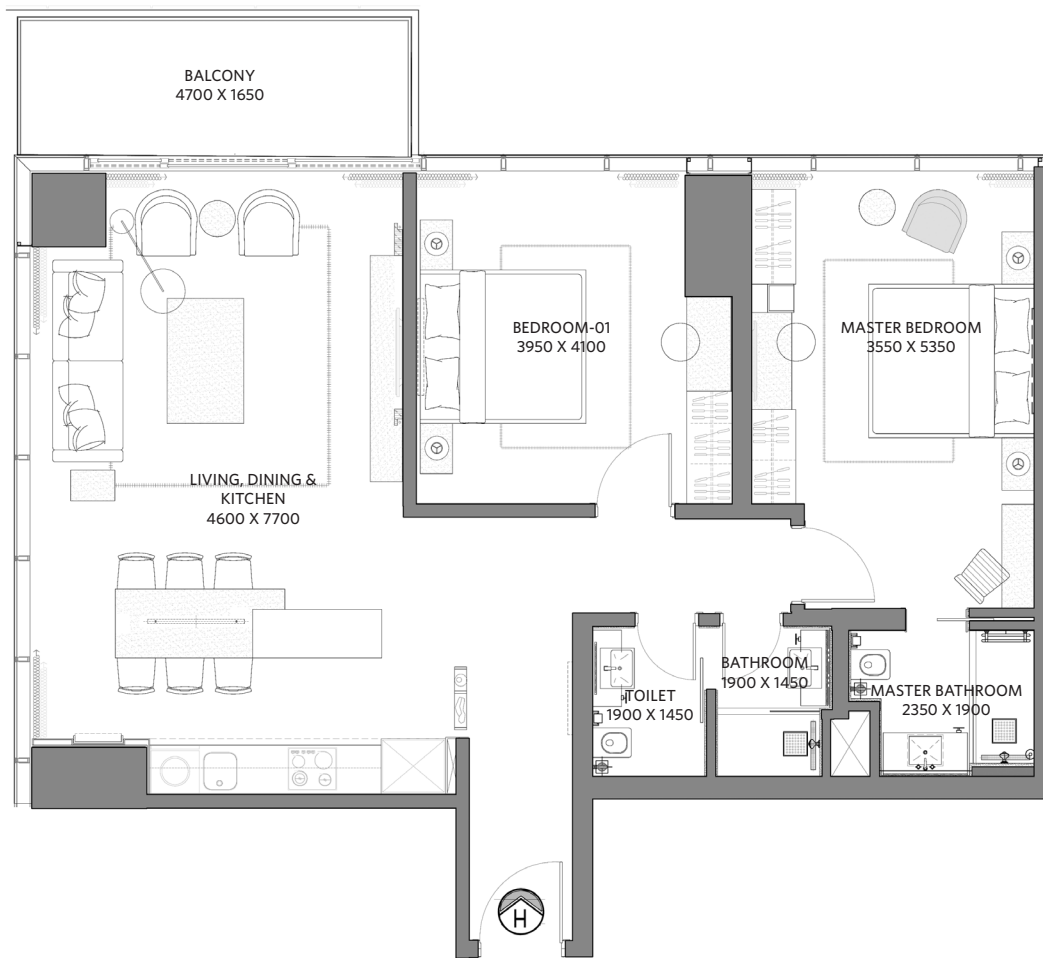 BALCONY
4700 X 1650
BEDROOM-01
3950 X 4100
MASTER BEDROOM
3550 X 5350
LIVING, DINING &
KITCHEN
4600 X 7700
TOILET
1900 X 1450
BATHROOM
1900 X 1450
MASTER BATHROOM
2350 X 1900
H